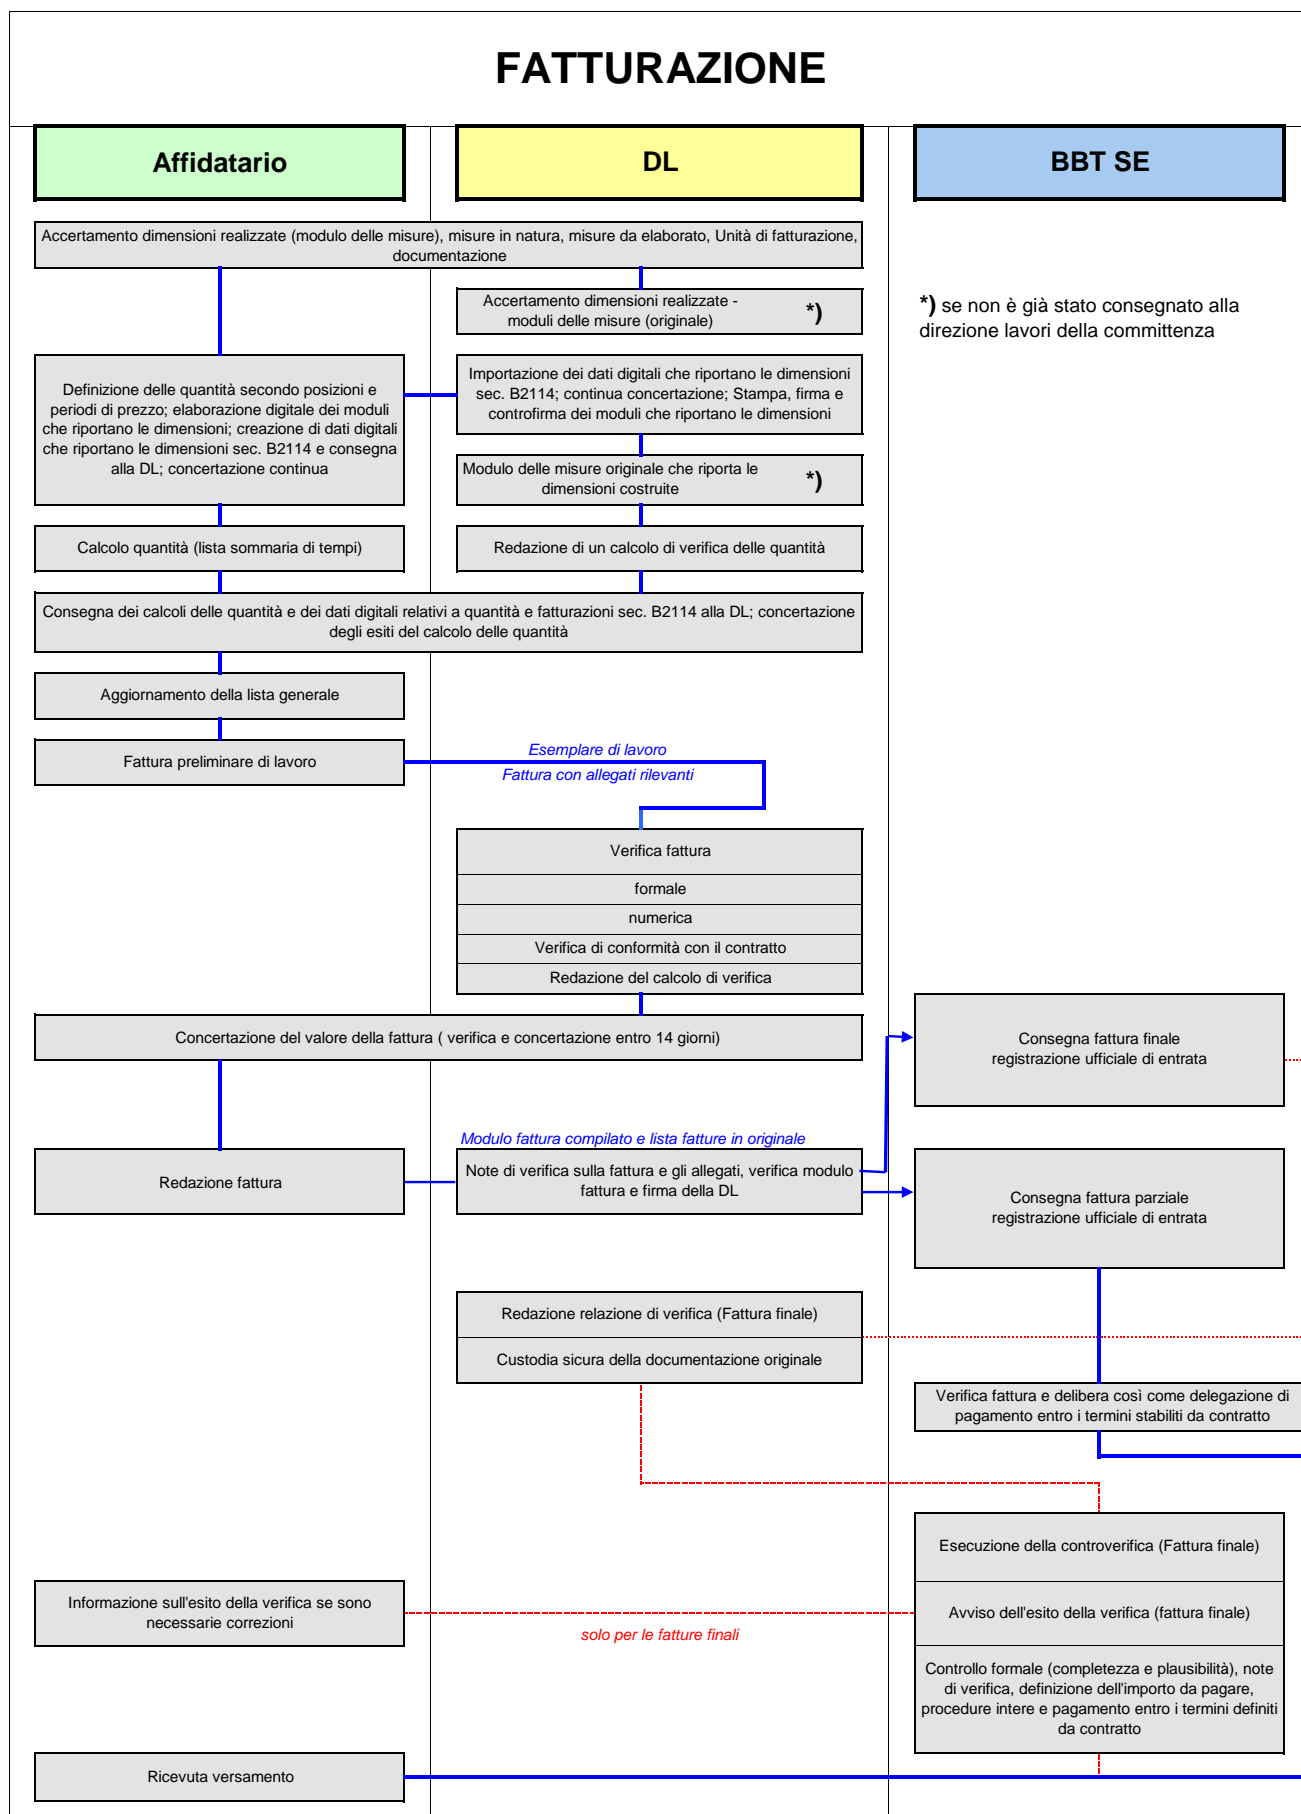 FATTURAZIONE
Affidatario
DL
BBT SE
Accertamento dimensioni realizzate (modulo delle misure), misure in natura, misure da elaborato, Unità di fatturazione,
documentazione
Accertamento dimensioni realizzate -
moduli delle misure (originale)
*)
*) se non è già stato consegnato alla
direzione lavori della committenza
Definizione delle quantità secondo posizioni e
periodi di prezzo; elaborazione digitale dei moduli
che riportano le dimensioni; creazione di dati digitali
che riportano le dimensioni sec. B2114 e consegna
alla DL; concertazione continua
Importazione dei dati digitali che riportano le dimensioni
sec. B2114; continua concertazione; Stampa, firma e
controfirma dei moduli che riportano le dimensioni
Modulo delle misure originale che riporta le
dimensioni costruite
*)
Calcolo quantità (lista sommaria di tempi)
Redazione di un calcolo di verifica delle quantità
Consegna dei calcoli delle quantità e dei dati digitali relativi a quantità e fatturazioni sec. B2114 alla DL; concertazione
degli esiti del calcolo delle quantità
Aggiornamento della lista generale
Fattura preliminare di lavoro
Esemplare di lavoro
Fattura con allegati rilevanti
Verifica fattura
formale
numerica
Verifica di conformità con il contratto
Redazione del calcolo di verifica
Concertazione del valore della fattura ( verifica e concertazione entro 14 giorni)
Consegna fattura finale
registrazione ufficiale di entrata
Modulo fattura compilato e lista fatture in originale
Redazione fattura
Note di verifica sulla fattura e gli allegati, verifica modulo
fattura e firma della DL
Consegna fattura parziale
registrazione ufficiale di entrata
Redazione relazione di verifica (Fattura finale)
Custodia sicura della documentazione originale
Verifica fattura e delibera così come delegazione di
pagamento entro i termini stabiliti da contratto
Esecuzione della controverifica (Fattura finale)
Informazione sull'esito della verifica se sono
necessarie correzioni
Avviso dell'esito della verifica (fattura finale)
solo per le fatture finali
Controllo formale (completezza e plausibilità), note
di verifica, definizione dell'importo da pagare,
procedure intere e pagamento entro i termini definiti
da contratto
Ricevuta versamento